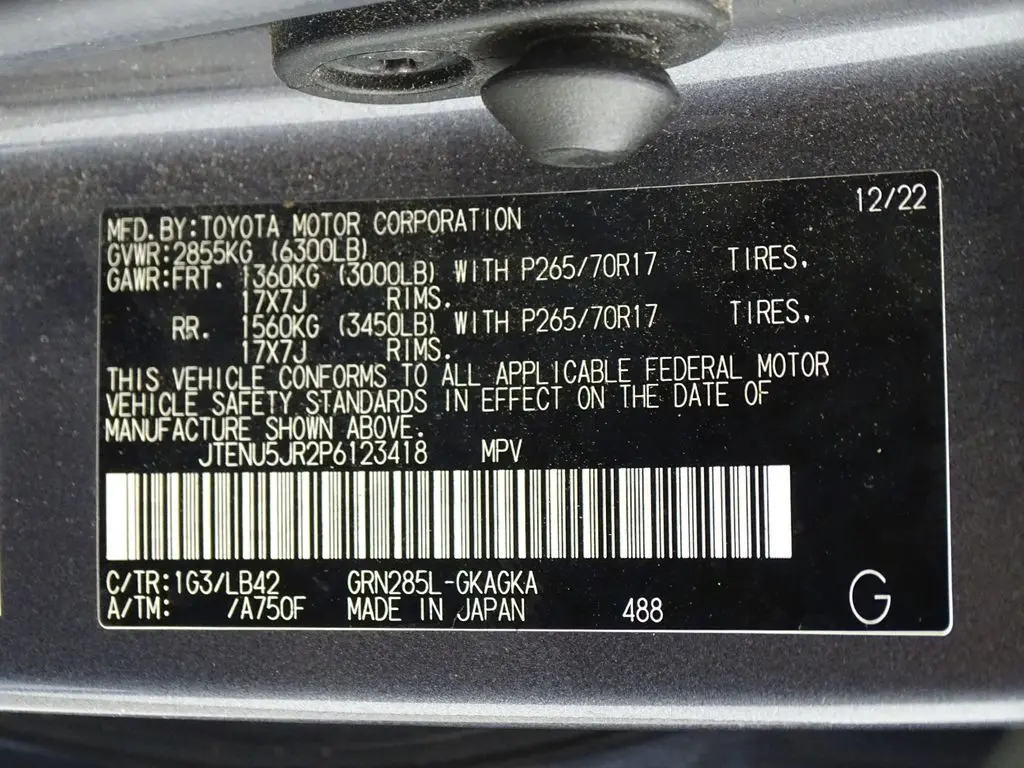 12/22
MFD. BY: TOYOTA MOTOR CORPORATION
GVWR: 2855KG (6300LB)
GAWR: FRT. 1360KG (3000LB) WITH P265/70R17 TIRES,
17X7J RIMS.
RR. 1560KG (3450LB) WITH P265/70R17 TIRES,
17X7J RIMS.
THIS VEHICLE CONFORMS TO ALL APPLICABLE FEDERAL MOTOR
VEHICLE SAFETY STANDARDS IN EFFECT ON THE DATE OF
MANUFACTURE SHOWN ABOVE.
JTENU5JR2P6123418 MPV
C/TR: 1G3/LB42 GRN285L-GKAGKA
A/TM: /A750F MADE IN JAPAN 488 G